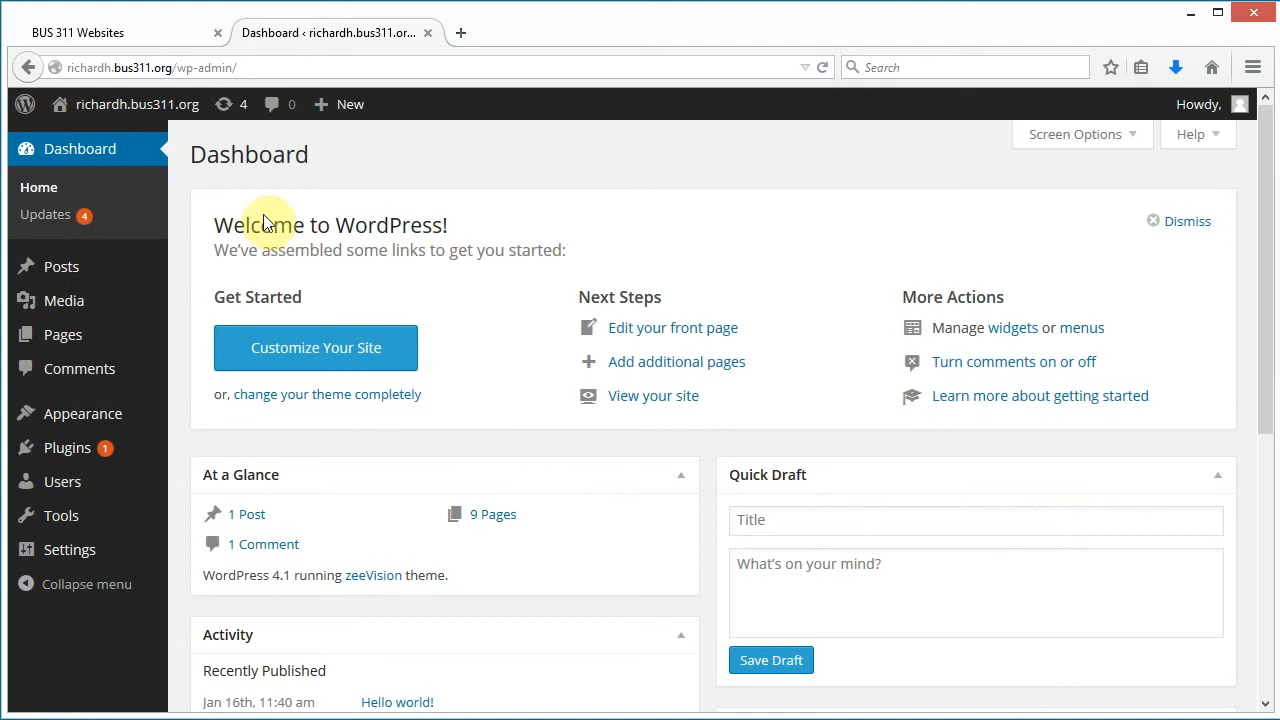 BUS 311 Websites
Dashboard ‹ richardh.bus311.or...
richardh.bus311.org/wp-admin/
Search
richardh.bus311.org 4 0 New
Howdy,
Dashboard
Home
Updates 4
Posts
Media
Pages
Comments
Appearance
Plugins 1
Users
Tools
Settings
Collapse menu
Screen Options
Help
Dashboard
Welcome to WordPress!
Dismiss
We've assembled some links to get you started:
Get Started
Customize Your Site
or, change your theme completely
Next Steps
Edit your front page
Add additional pages
View your site
More Actions
Manage widgets or menus
Turn comments on or off
Learn more about getting started
At a Glance
1 Post
9 Pages
1 Comment
WordPress 4.1 running zeeVision theme.
Activity
Recently Published
Jan 16th, 11:40 am Hello world!
Quick Draft
Title
What's on your mind?
Save Draft